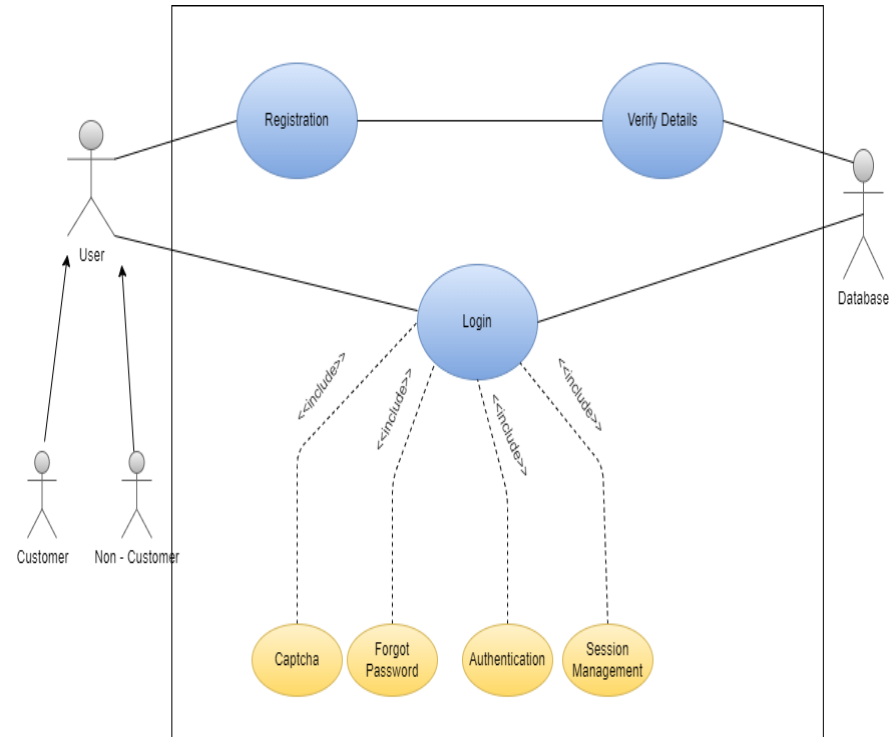 Registration
Verify Details
User
Database
Login
<<include>>
<<include>>
<<include>>
<<include>>
Customer
Non - Customer
Captcha
Forgot
Password
Authentication
Session
Management